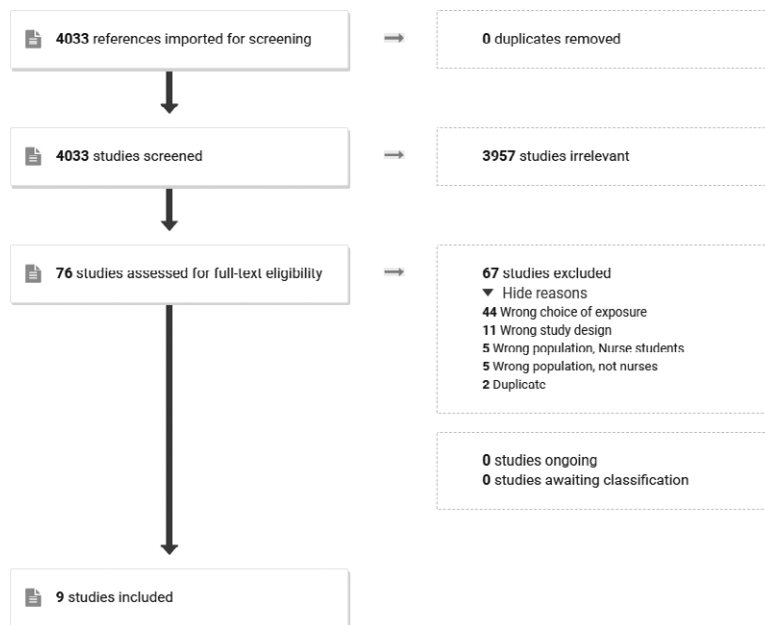 4033 references imported for screening
0 duplicates removed
4033 studies screened
3957 studies irrelevant
76 studies assessed for full-text eligibility
67 studies excluded
Hide reasons
44 Wrong choice of exposure
11 Wrong study design
5 Wrong population, Nurse students
5 Wrong population, not nurses
2 Duplicate
0 studies ongoing
0 studies awaiting classification
9 studies included